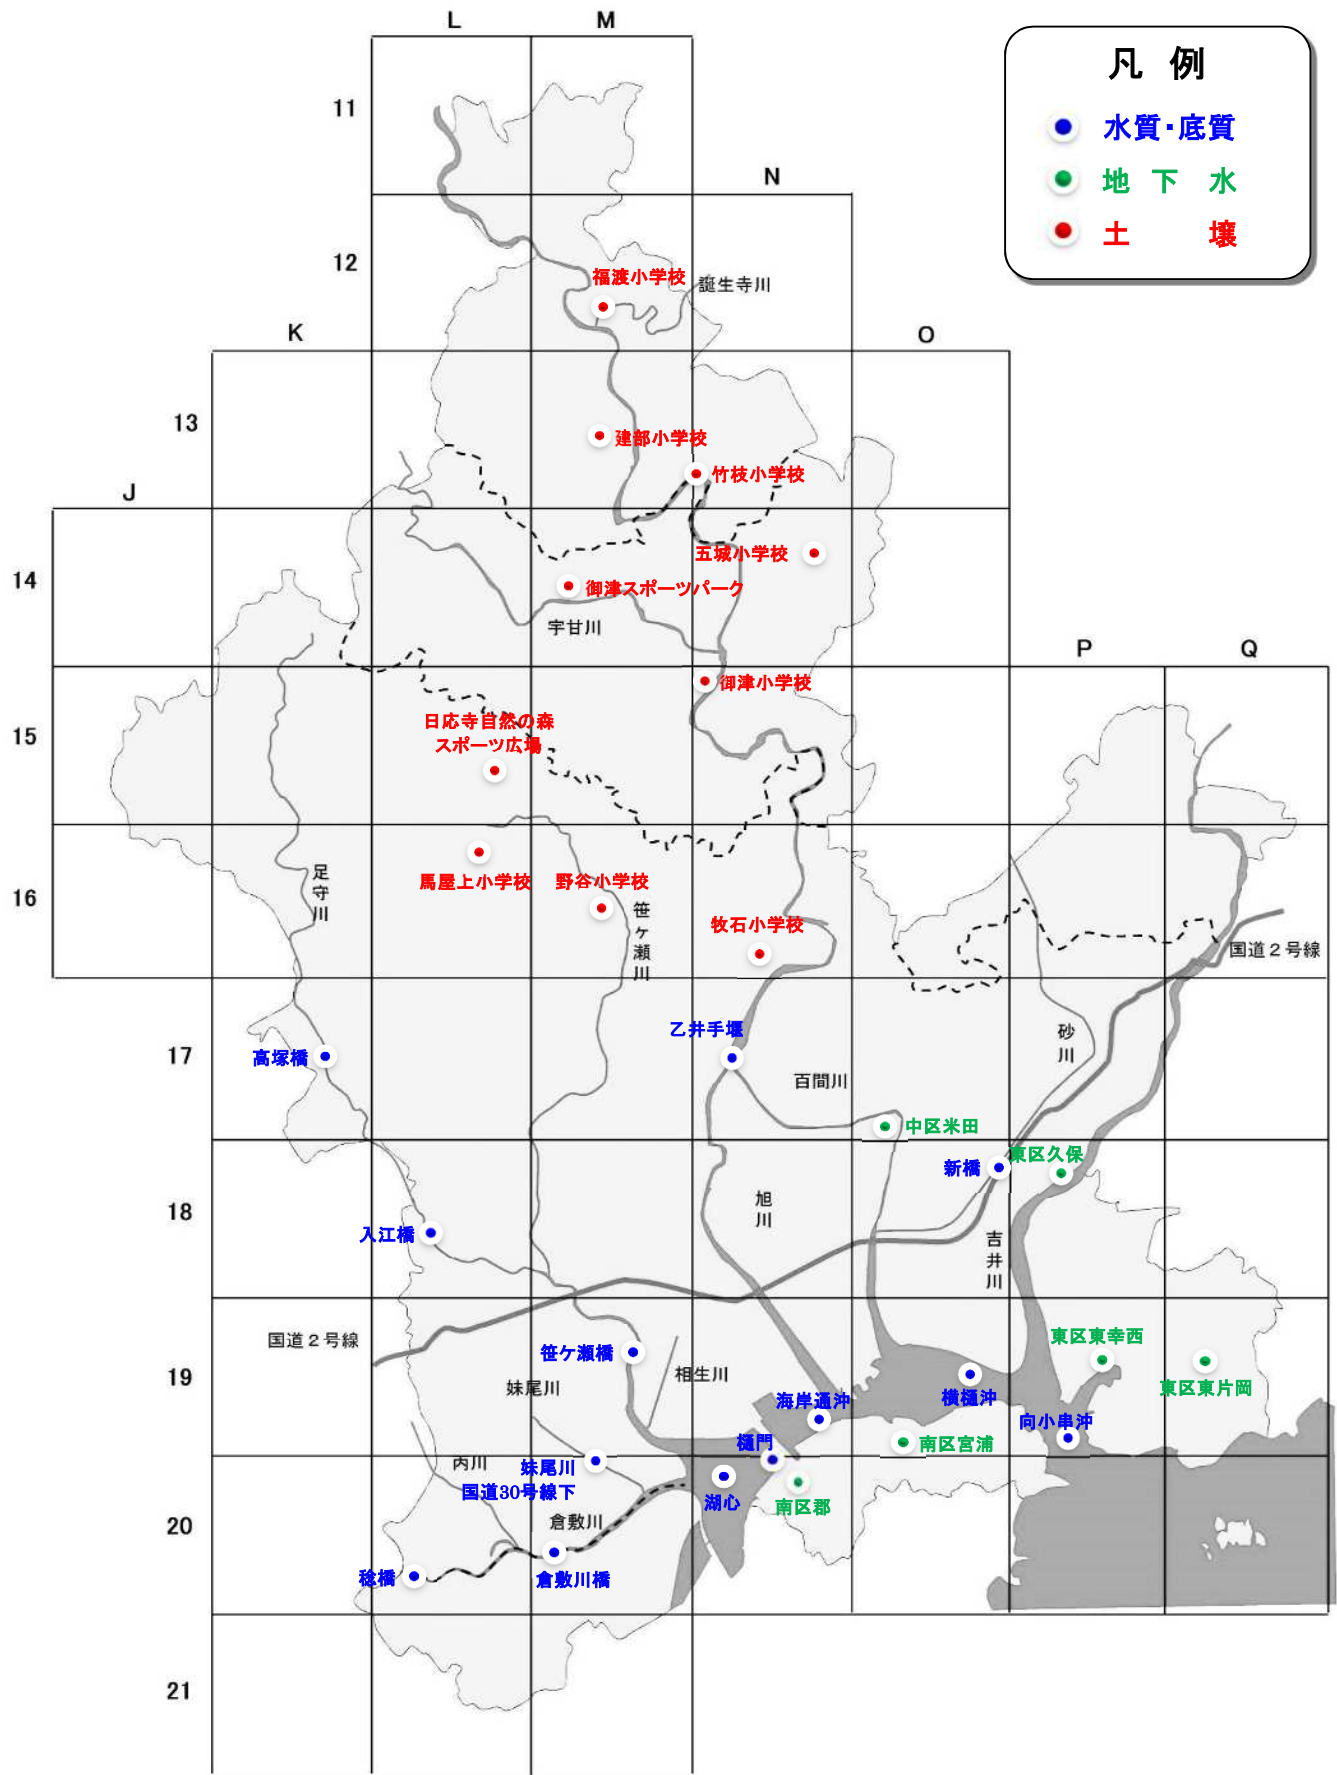 L
M
凡 例
11
水質・底質
N
地 下 水
土 壌
12
福渡小学校
誕生寺川
K
O
13
建部小学校
竹枝小学校
J
五城小学校
14
御津スポーツパーク
宇甘川
P
Q
御津小学校
15
日応寺自然の森
スポーツ広場
足守川
馬屋上小学校
野谷小学校
16
笹ヶ瀬川
牧石小学校
国道２号線
乙井手堰
17
高塚橋
砂川
百間川
中区米田
新橋
東区久保
旭川
18
入江橋
吉井川
国道２号線
笹ケ瀬橋
東区東幸西
相生川
19
妹尾川
東区東片岡
海岸通沖
横樋沖
向小串沖
樋門
南区宮浦
内川
妹尾川
国道30号線下
湖心
南区郡
20
倉敷川
稔橋
倉敷川橋
21